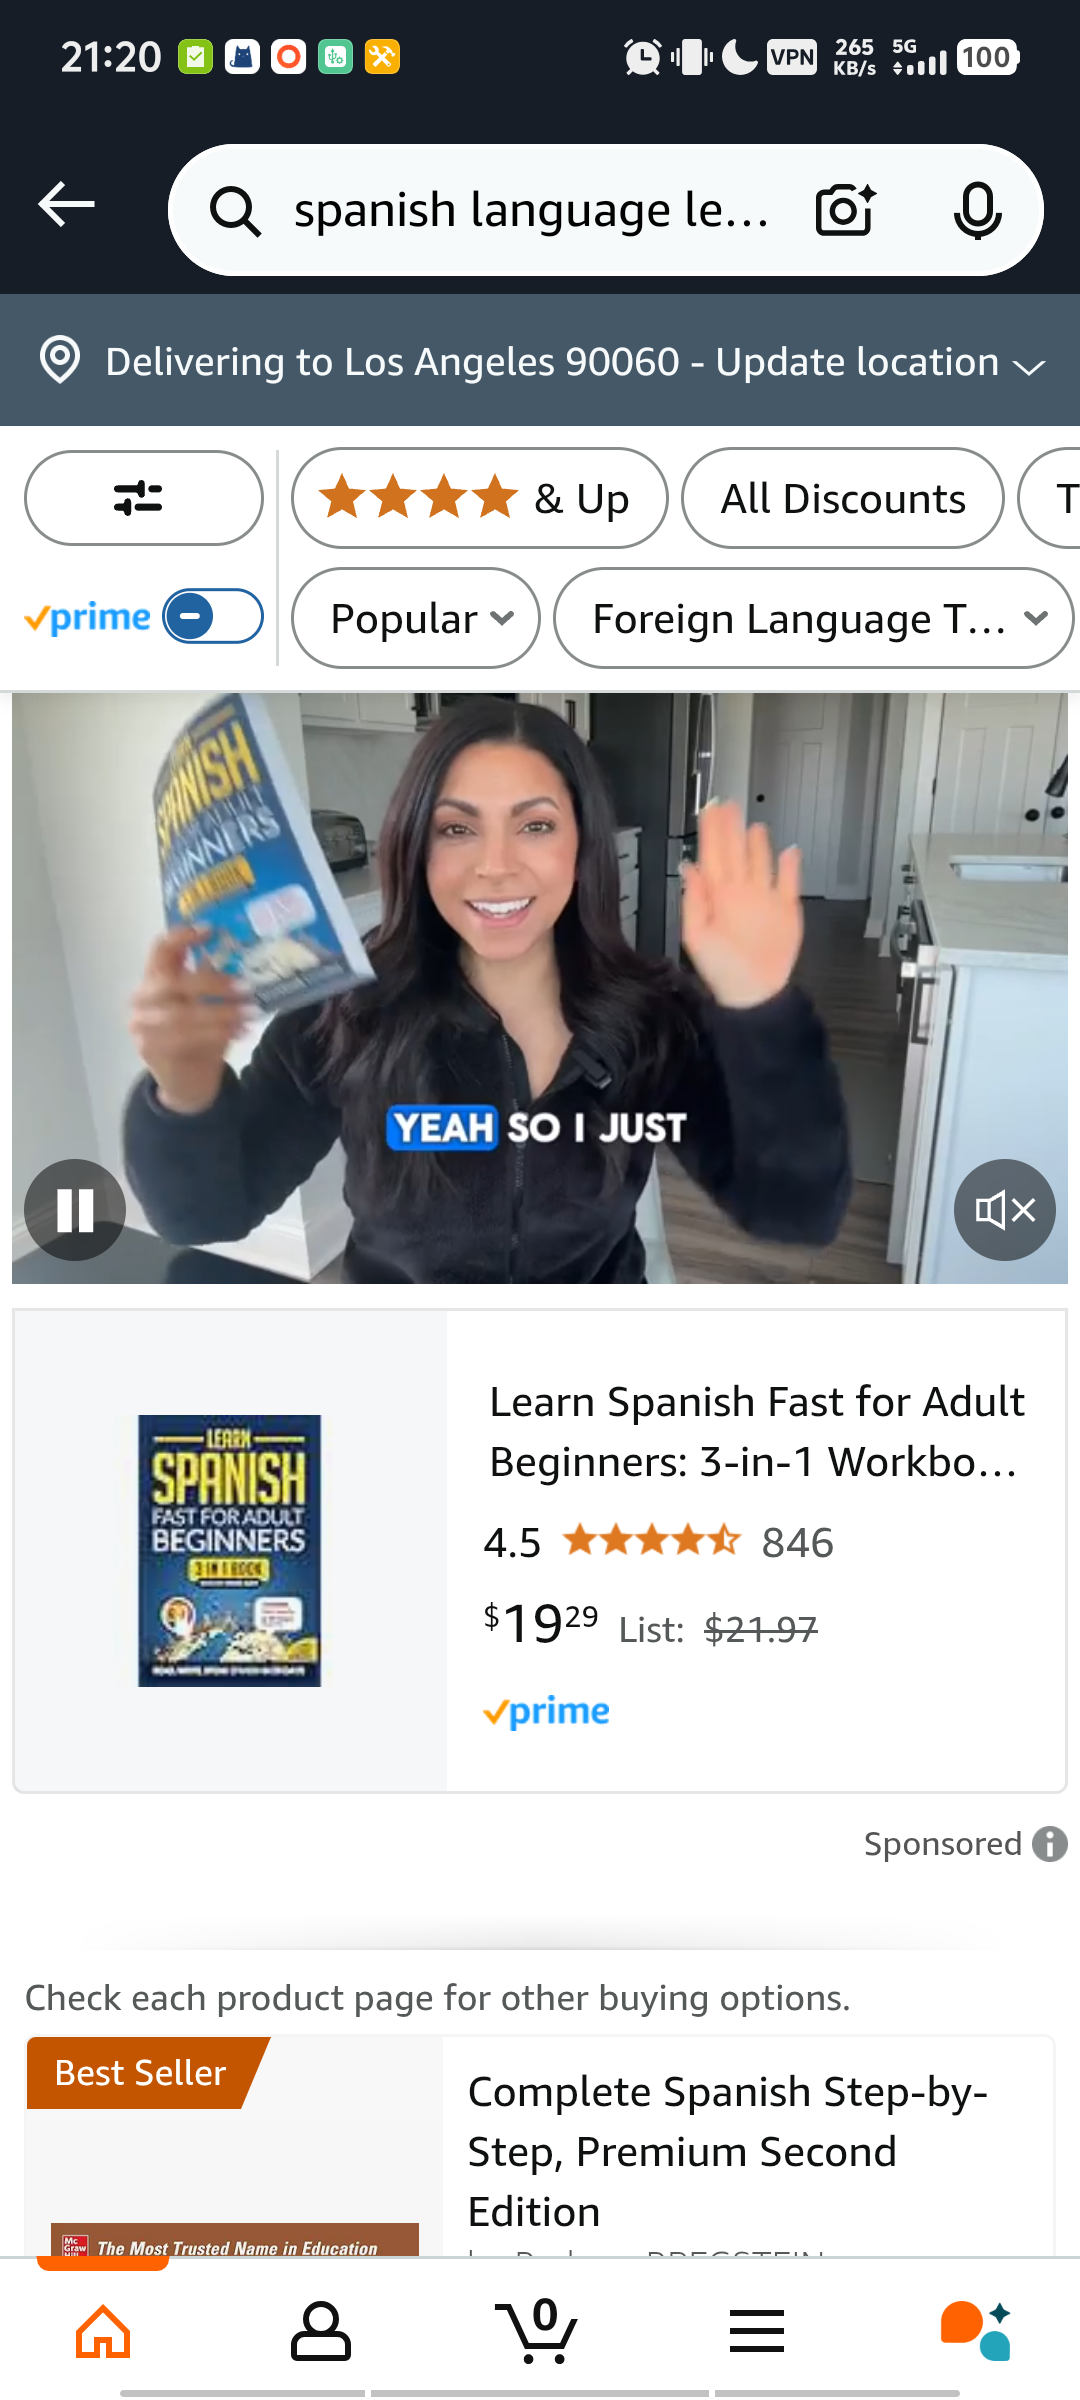 21:20
VPN
265 KB/s
5G
100
spanish language le...
Delivering to Los Angeles 90060 - Update location
& Up
All Discounts
T
prime
Popular
Foreign Language T...
SPANISH
BEGINNERS
YEAH SO I JUST
LEARN
SPANISH
FAST FOR ADULT
BEGINNERS
3 IN 1 BOOK
Learn Spanish Fast for Adult
Beginners: 3-in-1 Workbo...
4.5 846
$19 29 List: $21.97
prime
Sponsored
Check each product page for other buying options.
Best Seller
Complete Spanish Step-by-
Step, Premium Second
Edition
Mc
Graw
Hill
The Most Trusted Name in Education
0